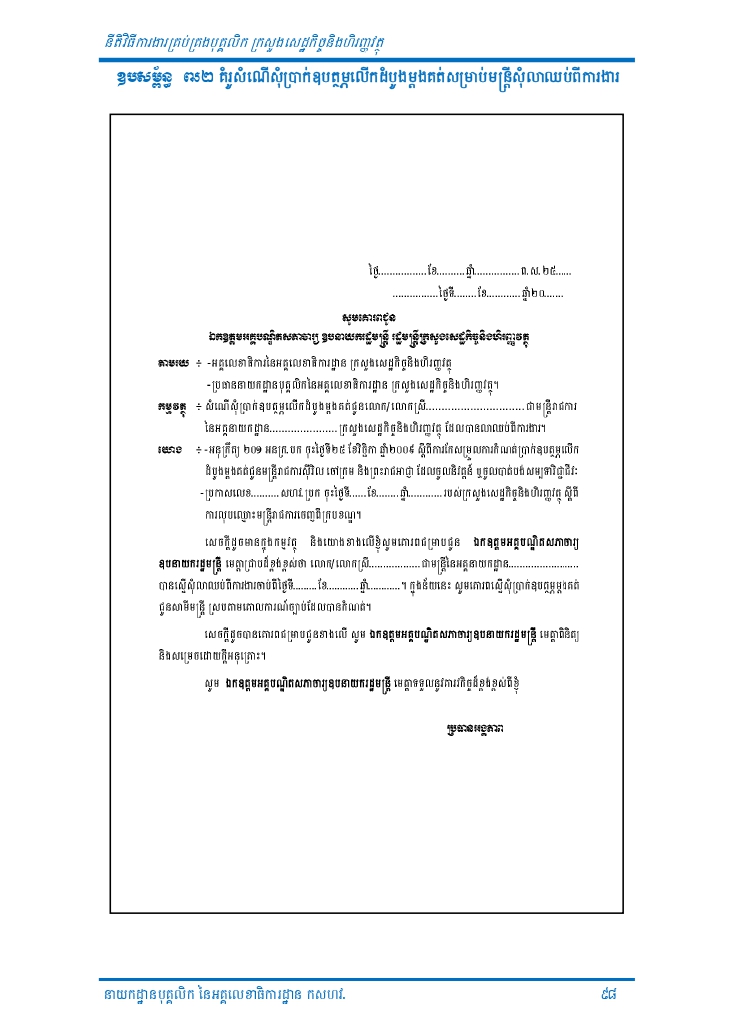 នីតិវិធីការងារគ្រប់គ្រងបុគ្គលិក ក្រសួងសេដ្ឋកិច្ចនិងហិរញ្ញវត្ថុ
ឧបសម្ព័ន្ធ ៣៤២ គំរូសំណើសុំប្រាក់ឧបត្ថម្ភលើកដំបូងម្តងគត់សម្រាប់មន្ត្រីសុំលាឈប់ពីការងារ
ថ្ងៃ................. ខែ.......... ឆ្នាំ................ ព.ស. ២៥......
................ ថ្ងៃទី........ ខែ............ ឆ្នាំ២០.......
សូមគោរពជូន
ឯកឧត្តមអគ្គបណ្ឌិតសភាចារ្យ ឧបនាយករដ្ឋមន្ត្រី រដ្ឋមន្ត្រីក្រសួងសេដ្ឋកិច្ចនិងហិរញ្ញវត្ថុ
តាមរយៈ ÷ -អគ្គលេខាធិការនៃអគ្គលេខាធិការដ្ឋាន ក្រសួងសេដ្ឋកិច្ចនិងហិរញ្ញវត្ថុ
-ប្រធាននាយកដ្ឋានបុគ្គលិកនៃអគ្គលេខាធិការដ្ឋាន ក្រសួងសេដ្ឋកិច្ចនិងហិរញ្ញវត្ថុ។
កម្មវត្ថុ ÷ សំណើសុំប្រាក់ឧបត្ថម្ភលើកដំបូងម្តងគត់ជូនលោក/លោកស្រី............................. ជាមន្ត្រីរាជការ
នៃអគ្គនាយកដ្ឋាន.................... ក្រសួងសេដ្ឋកិច្ចនិងហិរញ្ញវត្ថុ ដែលបានលាឈប់ពីការងារ។
យោង ÷ -អនុក្រឹត្យ ២០១ អនក្រ.បក ចុះថ្ងៃទី២៥ ខែវិច្ឆិកា ឆ្នាំ២០០៩ ស្តីពីការកែសម្រួលការកំណត់ប្រាក់ឧបត្ថម្ភលើក
ដំបូងម្តងគត់ជូនមន្ត្រីរាជការស៊ីវិល ចៅក្រម និងព្រះរាជអាជ្ញា ដែលចូលនិវត្តន៍ ឬចូលបាត់បង់សម្បទាវិជ្ជាជីវៈ
-ប្រកាសលេខ.......... សហវ.ប្រក ចុះថ្ងៃទី...... ខែ........ ឆ្នាំ............ របស់ក្រសួងសេដ្ឋកិច្ចនិងហិរញ្ញវត្ថុ ស្តីពី
ការលុបឈ្មោះមន្ត្រីរាជការចេញពីក្របខណ្ឌ។
សេចក្តីដូចមានក្នុងកម្មវត្ថុ និងយោងខាងលើខ្ញុំសូមគោរពជម្រាបជូន ឯកឧត្តមអគ្គបណ្ឌិតសភាចារ្យ
ឧបនាយករដ្ឋមន្ត្រី មេត្តាជ្រាបដ៏ខ្ពង់ខ្ពស់ថា លោក/លោកស្រី.................. ជាមន្ត្រីនៃអគ្គនាយកដ្ឋាន.........................
បានស្នើសុំលាឈប់ពីការងារចាប់ពីថ្ងៃទី......... ខែ........... ឆ្នាំ...........។ ក្នុងន័យនេះ សូមគោរពស្នើសុំប្រាក់ឧបត្ថម្ភម្តងគត់
ជូនសាមីមន្ត្រី ស្របតាមគោលការណ៍ច្បាប់ដែលបានកំណត់។
សេចក្តីដូចបានគោរពជម្រាបជូនខាងលើ សូម ឯកឧត្តមអគ្គបណ្ឌិតសភាចារ្យឧបនាយករដ្ឋមន្ត្រី មេត្តាពិនិត្យ
និងសម្រេចដោយក្តីអនុគ្រោះ។
សូម ឯកឧត្តមអគ្គបណ្ឌិតសភាចារ្យឧបនាយករដ្ឋមន្ត្រី មេត្តាទទួលនូវការរវកិច្ចដ៏ខ្ពង់ខ្ពស់ពីខ្ញុំ
ប្រធានអង្គភាព
នាយកដ្ឋានបុគ្គលិក នៃអគ្គលេខាធិការដ្ឋាន កសហវ.
៩៨